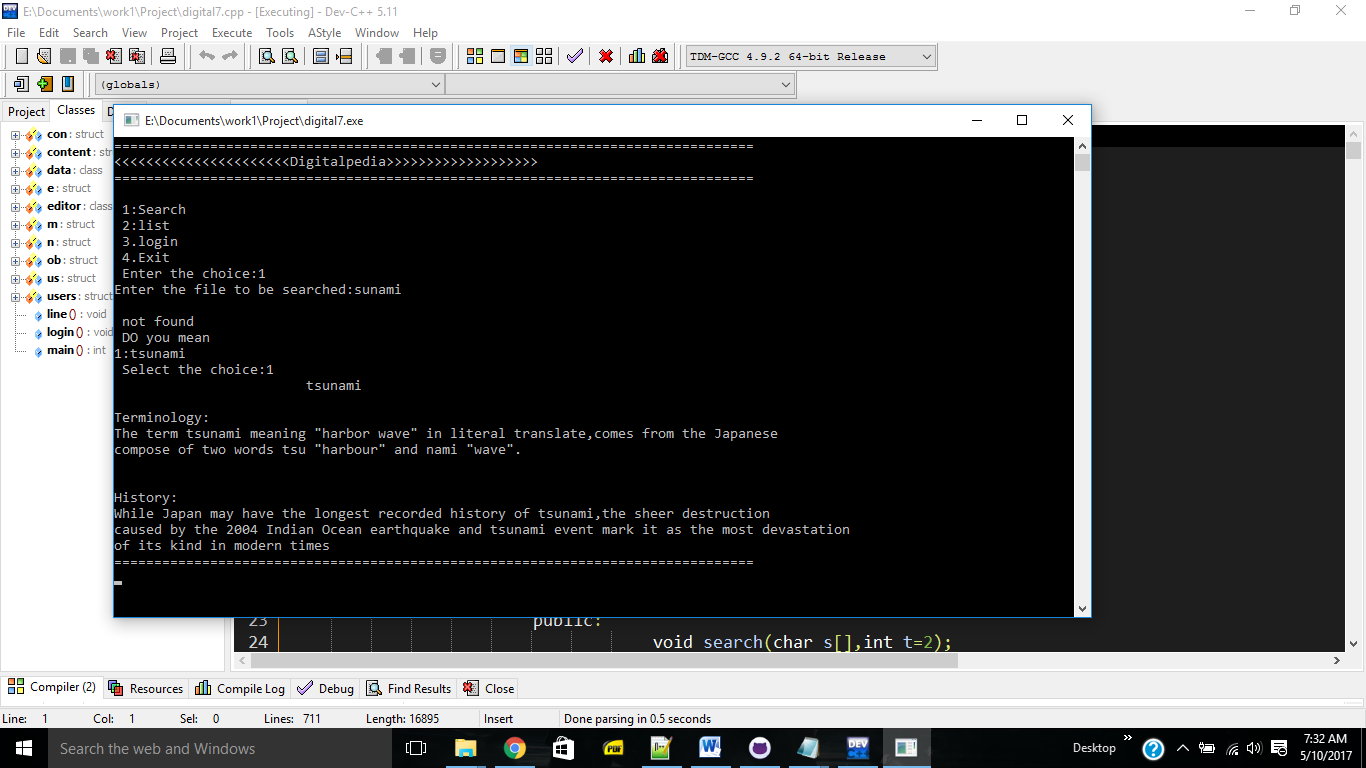 E:\Documents\work1\Project\digital7.cpp - [Executing] - Dev-C++ 5.11
File Edit Search View Project Execute Tools AStyle Window Help
TDM-GCC 4.9.2 64-bit Release
(globals)
Project Classes
con : struct
content : str
data : class
e : struct
editor : class
m : struct
n : struct
ob : struct
us : struct
users : struct
line () : void
login () : void
main () : int
E:\Documents\work1\Project\digital7.exe
================================================================================
<<<<<<<<<<<<<<<<<<<<<<Digitalpedia>>>>>>>>>>>>>>>>>>>
================================================================================
1:Search
2:list
3.login
4.Exit
Enter the choice:1
Enter the file to be searched:sunami
not found
DO you mean
1:tsunami
Select the choice:1
tsunami
Terminology:
The term tsunami meaning "harbor wave" in literal translate,comes from the Japanese
compose of two words tsu "harbour" and nami "wave".
History:
While Japan may have the longest recorded history of tsunami,the sheer destruction
caused by the 2004 Indian Ocean earthquake and tsunami event mark it as the most devastation
of its kind in modern times
================================================================================
23 public:
24 void search(char s[],int t=2);
Compiler (2) Resources Compile Log Debug Find Results Close
Line: 1 Col: 1 Sel: 0 Lines: 711 Length: 16895 Insert Done parsing in 0.5 seconds
Search the web and Windows
PDF
DEV
Desktop
7:32 AM
5/10/2017